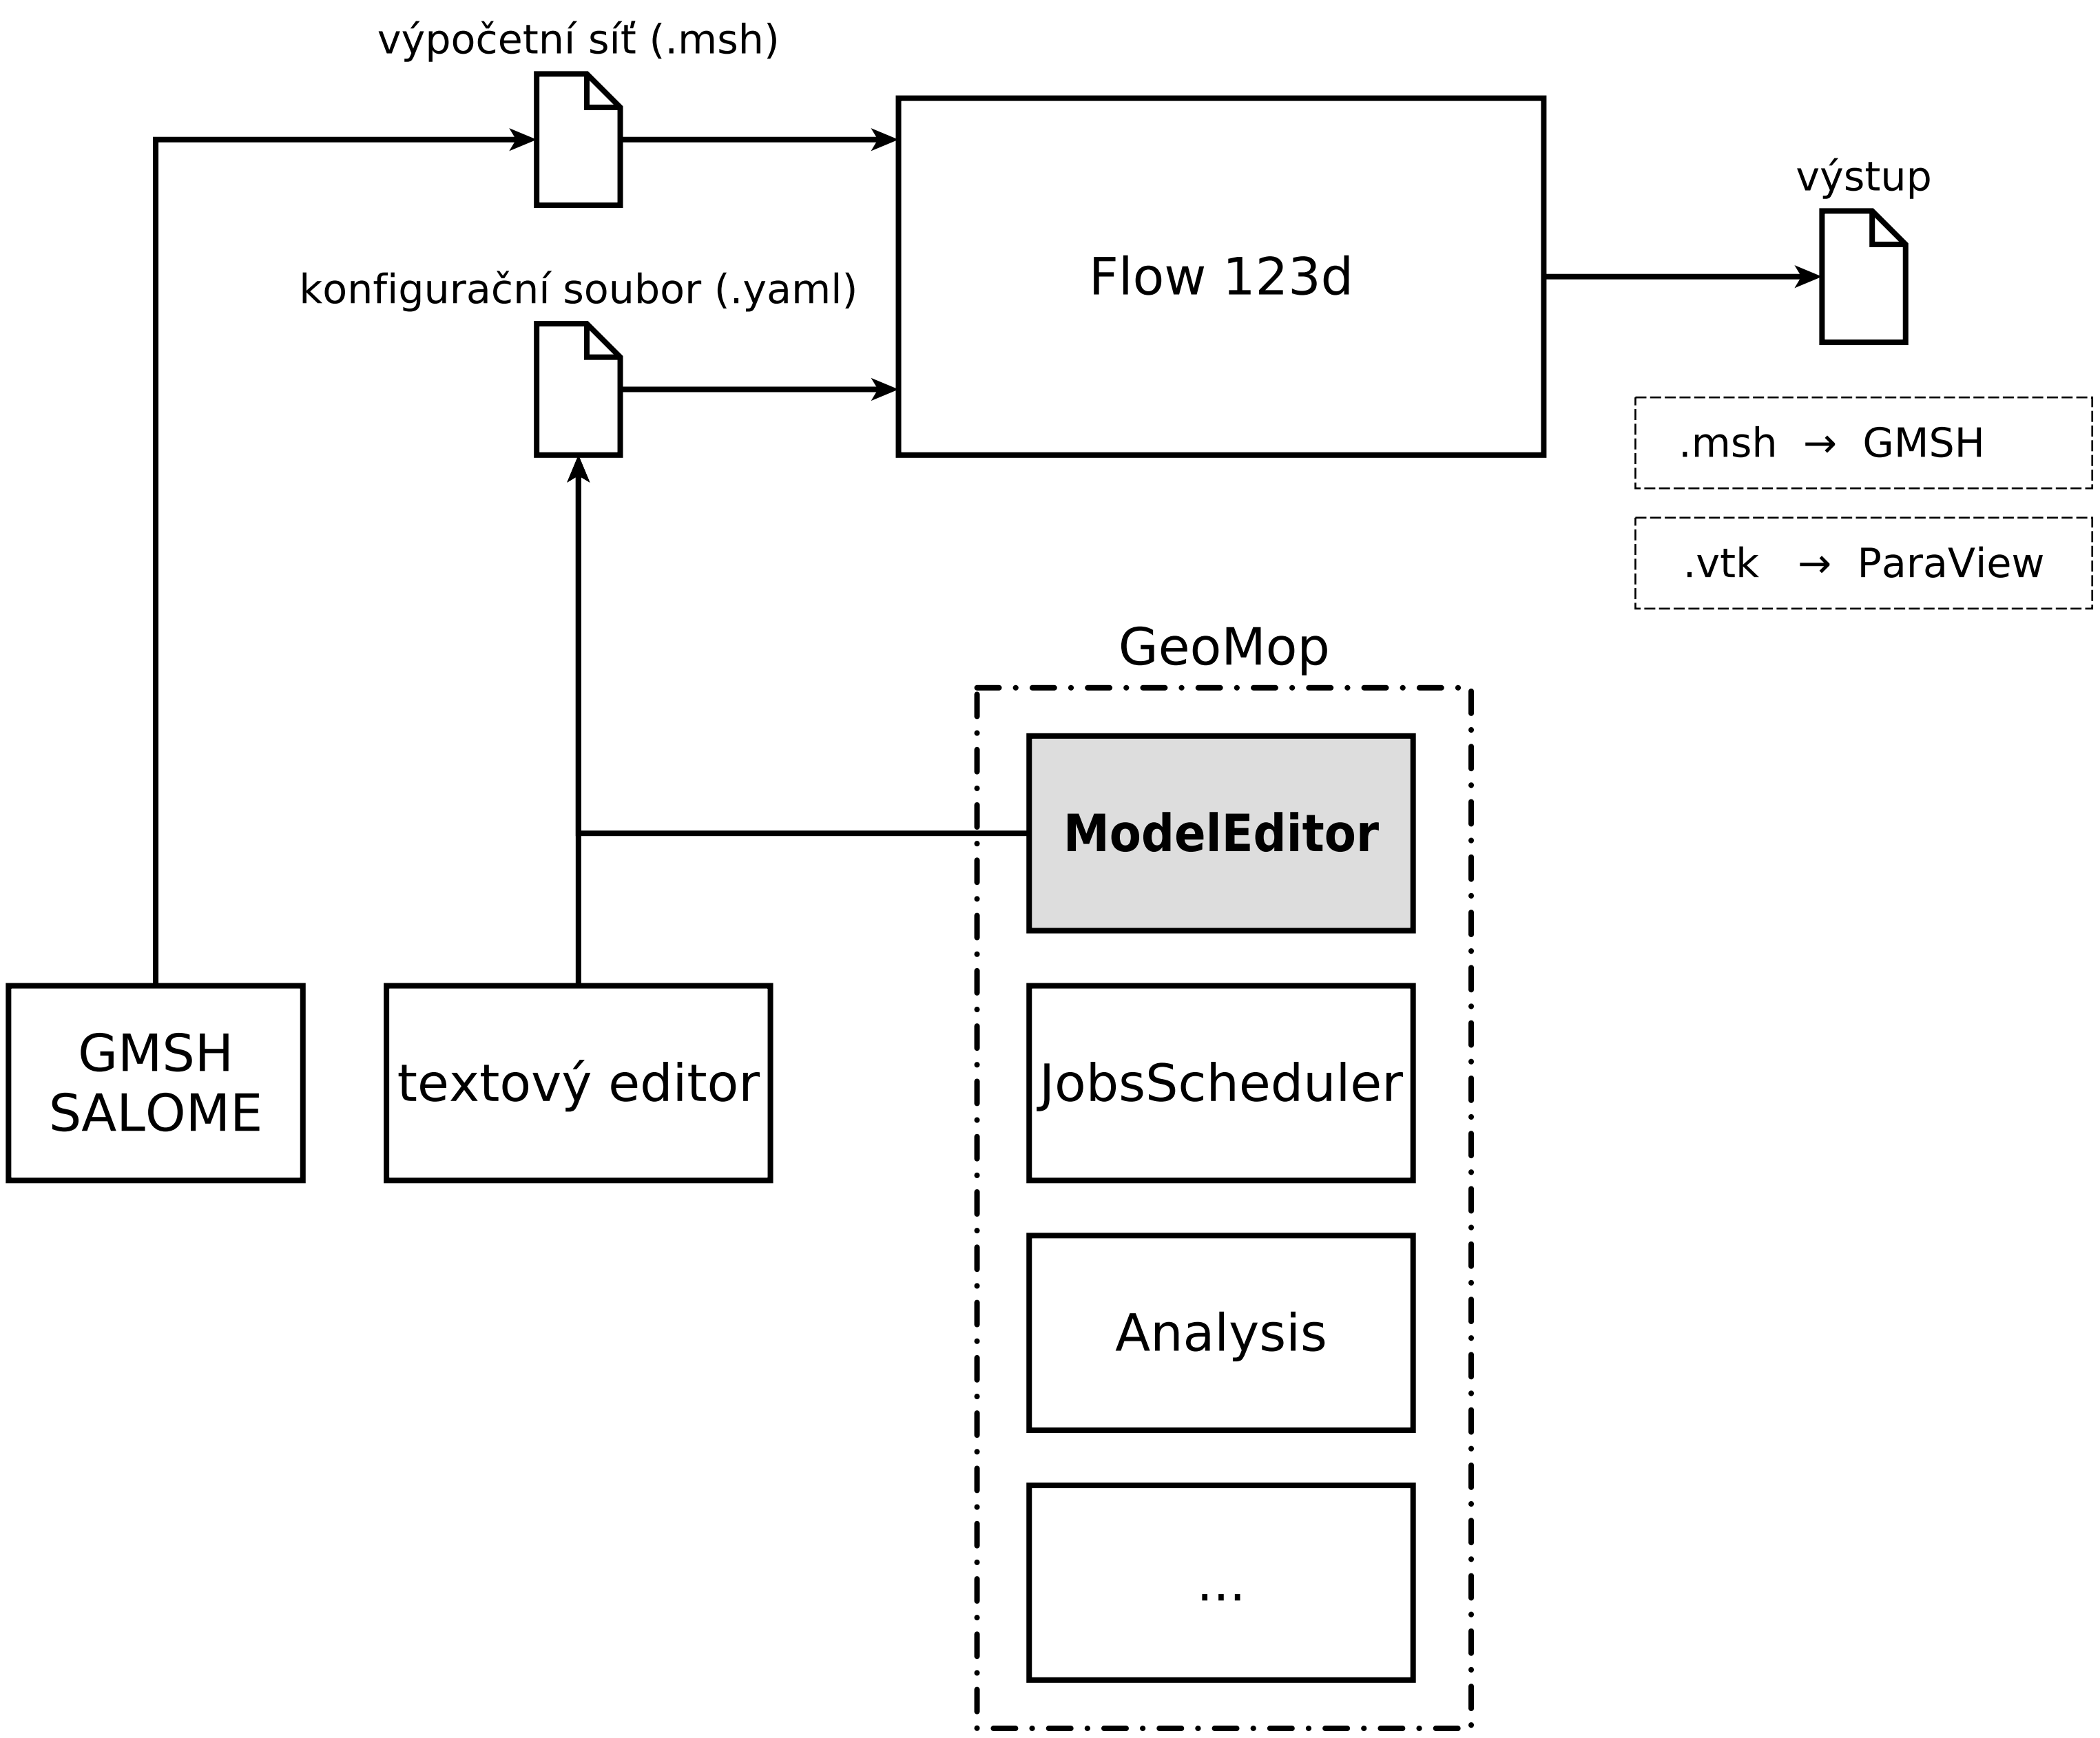 výpočetní síť (.msh)
výstup
konfigurační soubor (.yaml)
Flow 123d
.msh → GMSH
.vtk → ParaView
GeoMop
ModelEditor
GMSH
SALOME
textový editor
JobsScheduler
Analysis
...